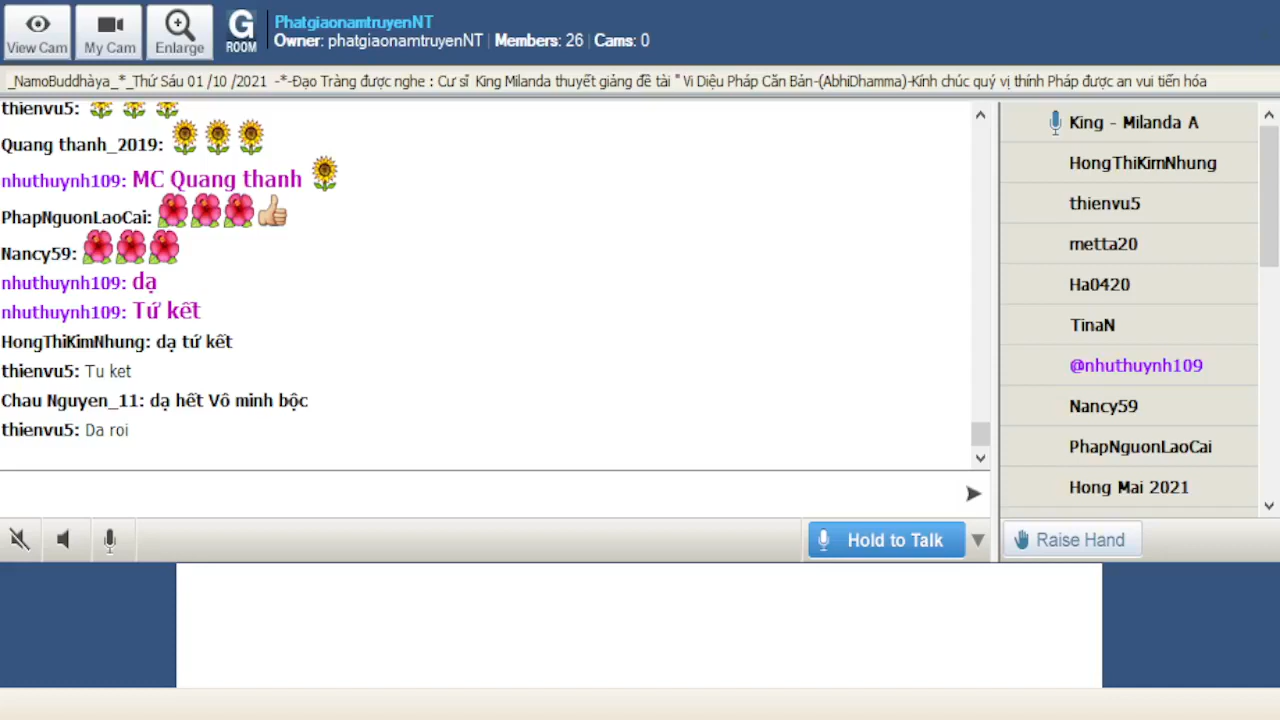 View Cam
My Cam
Enlarge
G
ROOM
PhatgiaonamtruyenNT
Owner: phatgiaonamtruyenNT | Members: 26 | Cams: 0
_NamoBuddhàya_*_Thứ Sáu 01 /10 /2021 -*-Đạo Tràng được nghe : Cư sĩ King Milanda thuyết giảng đề tài " Vi Diệu Pháp Căn Bản-(AbhiDhamma)-Kính chúc quý vị thính Pháp được an vui tiến hóa
thienvu5:
Quang thanh_2019:
nhuthuynh109: MC Quang thanh
PhapNguonLaoCai:
Nancy59:
nhuthuynh109: dạ
nhuthuynh109: Tứ kết
HongThiKimNhung: dạ tứ kết
thienvu5: Tu ket
Chau Nguyen_11: dạ hết Vô minh bộc
thienvu5: Da roi
King - Milanda A
HongThiKimNhung
thienvu5
metta20
Ha0420
TinaN
@nhuthuynh109
Nancy59
PhapNguonLaoCai
Hong Mai 2021
Hold to Talk
Raise Hand